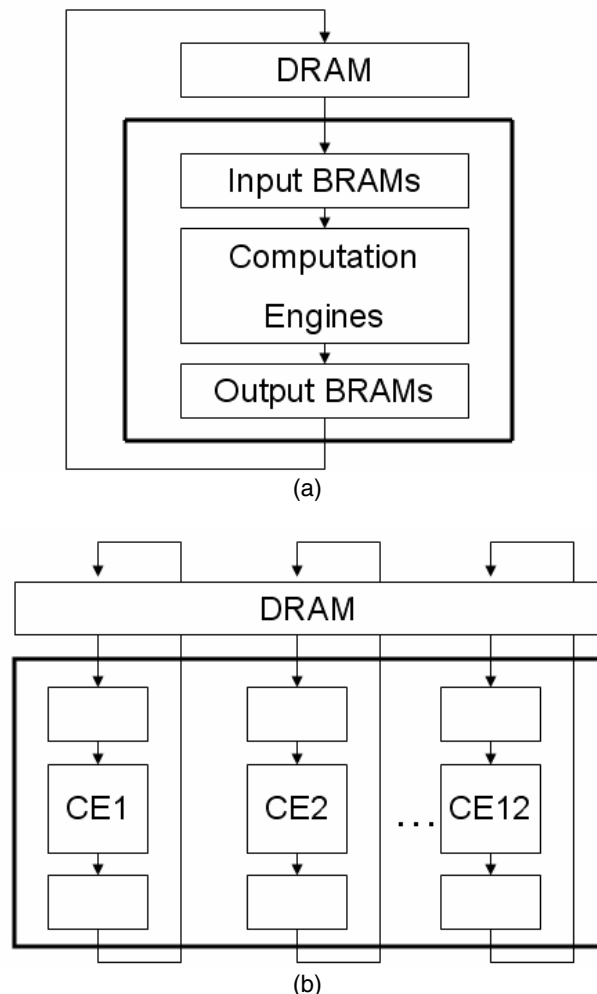 DRAM
Input BRAMs
Computation
Engines
Output BRAMs
(a)
DRAM
CE1 CE2 ... CE12
(b)